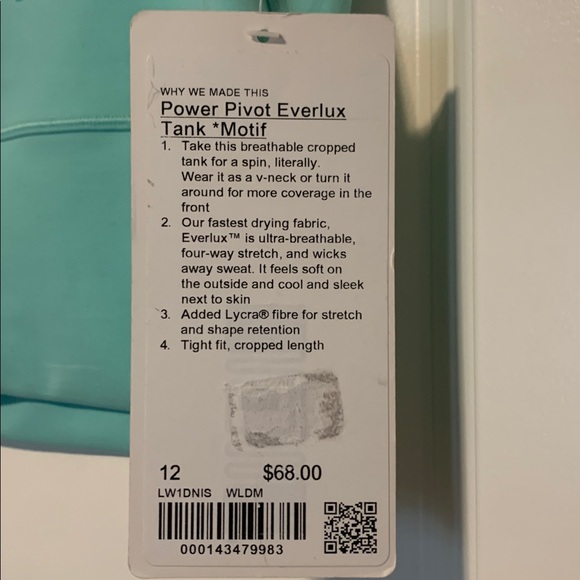 WHY WE MADE THIS
Power Pivot Everlux
Tank *Motif
1. Take this breathable cropped
tank for a spin, literally.
Wear it as a v-neck or turn it
around for more coverage in the
front
2. Our fastest drying fabric,
Everlux™ is ultra-breathable,
four-way stretch, and wicks
away sweat. It feels soft on
the outside and cool and sleek
next to skin
3. Added Lycra® fibre for stretch
and shape retention
4. Tight fit, cropped length
12 $68.00
LW1DNIS WLDM
000143479983